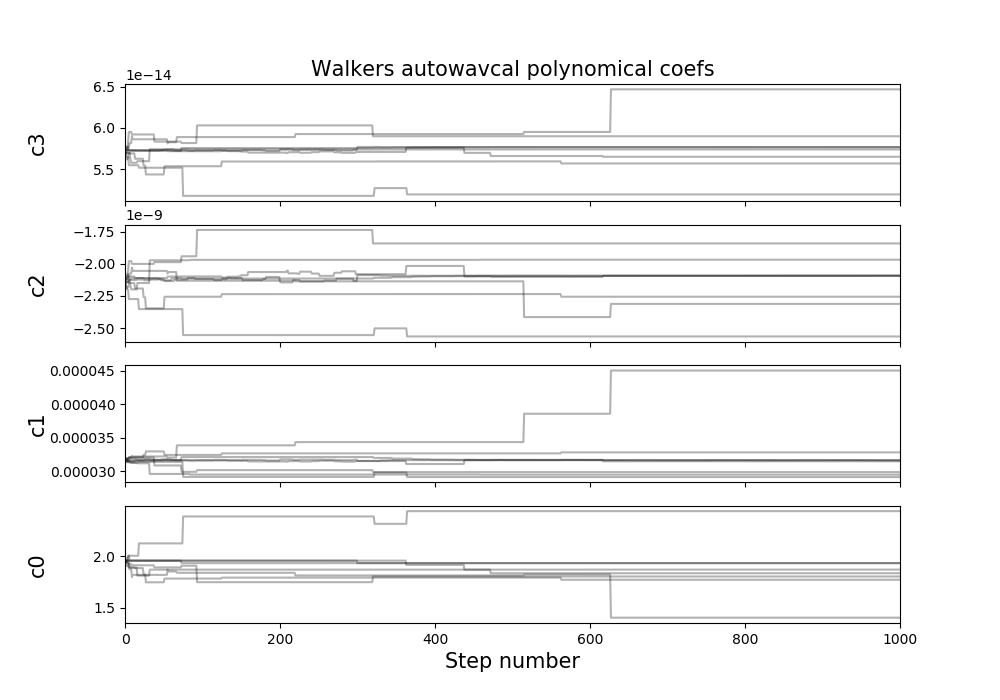 Walkers autowavcal polynomical coefs
1e−14
6.5
6.0
5.5
c3
1e−9
−1.75
−2.00
−2.25
−2.50
c2
0.000045
0.000040
0.000035
0.000030
c1
2.0
1.5
c0
0 200 400 600 800 1000
Step number